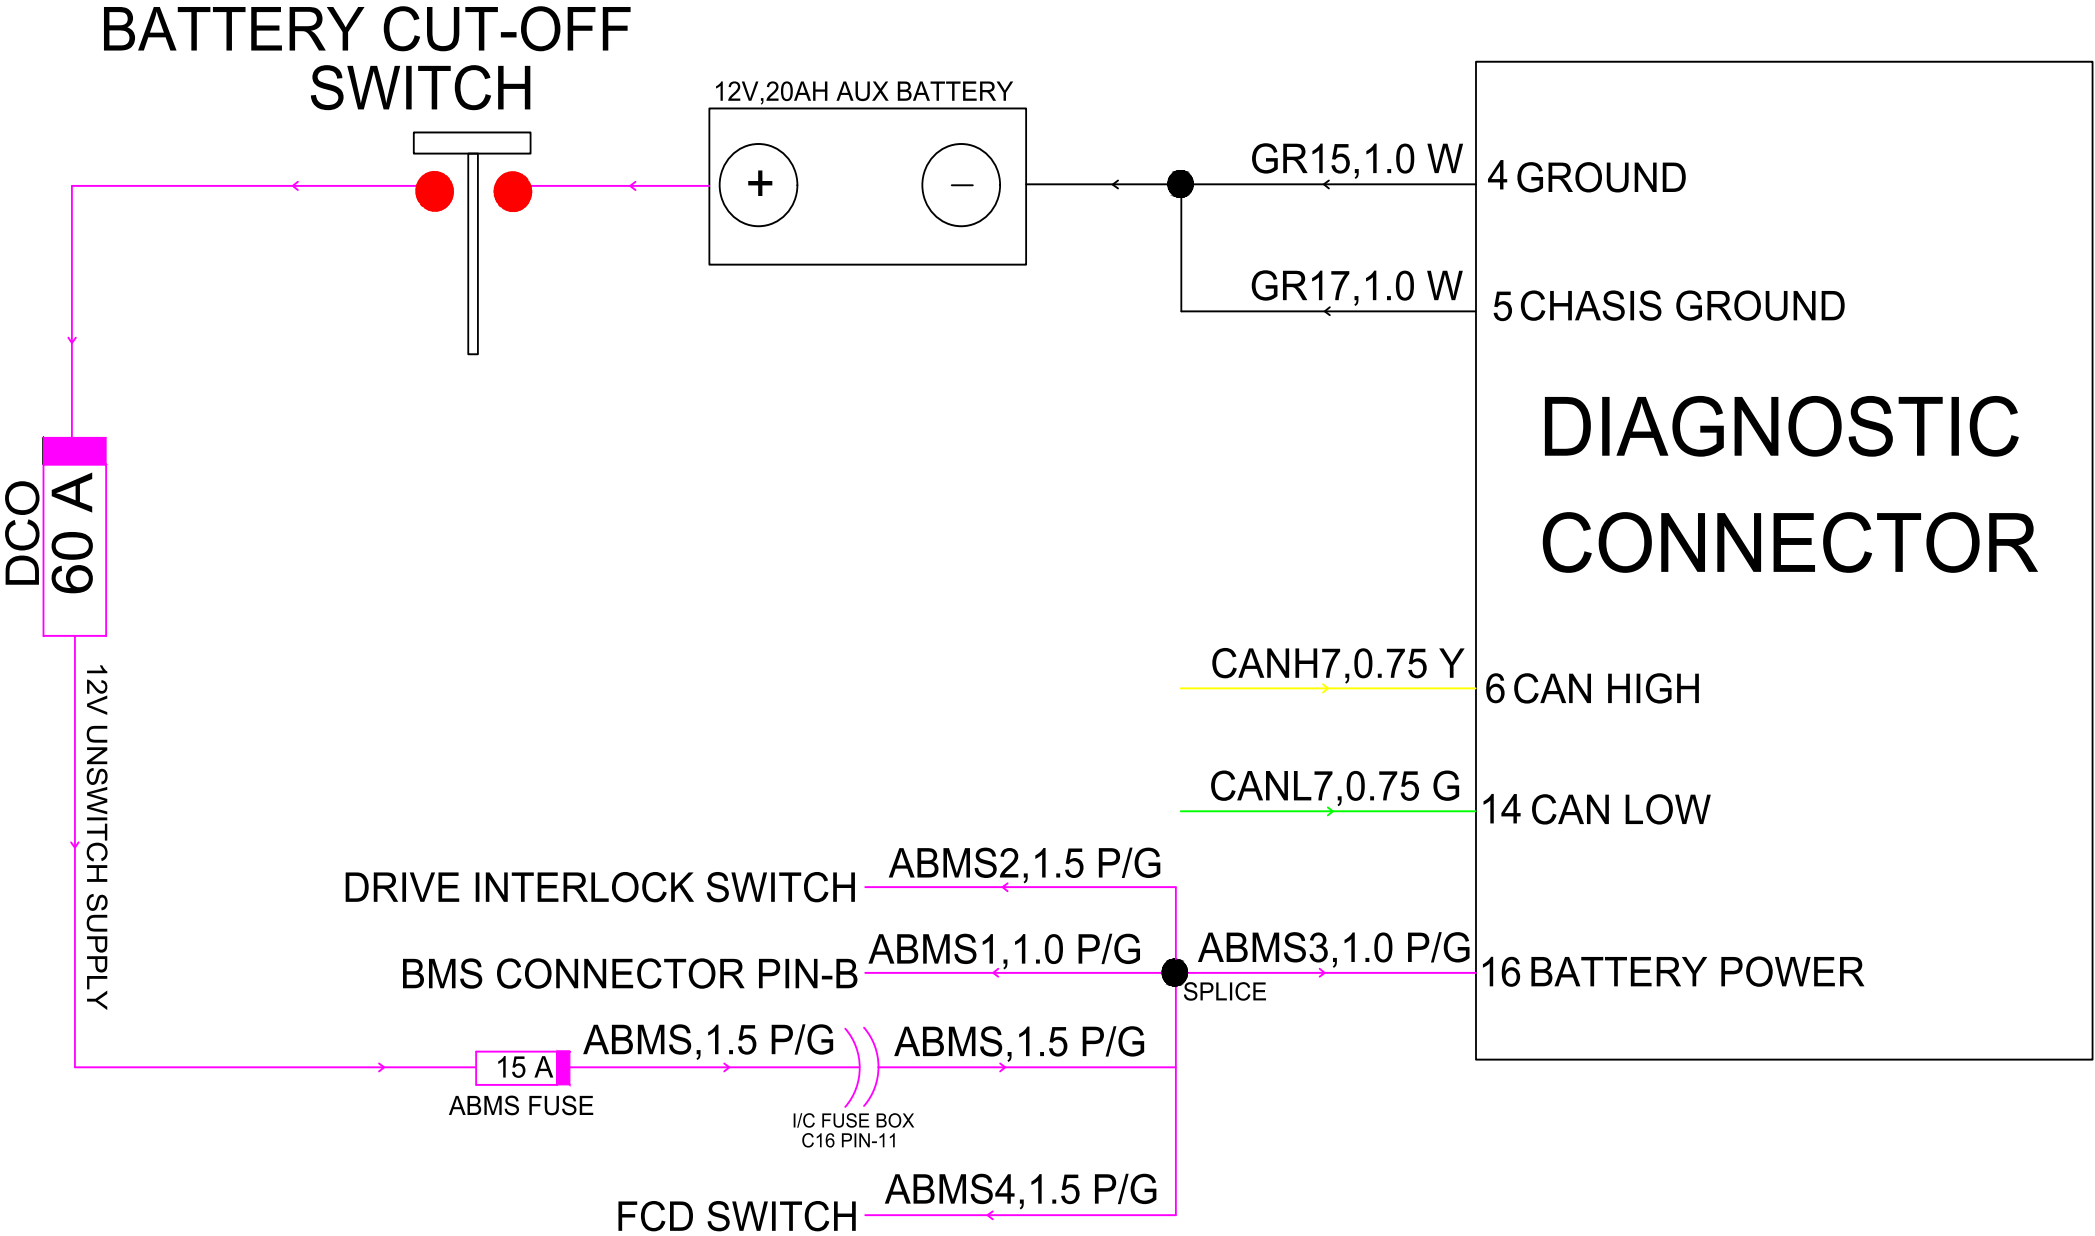 BATTERY CUT-OFF
SWITCH
12V,20AH AUX BATTERY
+
−
GR15,1.0 W
4 GROUND
GR17,1.0 W
5 CHASIS GROUND
DIAGNOSTIC
CONNECTOR
DCO
60 A
12V UNSWITCH SUPPLY
CANH7,0.75 Y
6 CAN HIGH
CANL7,0.75 G
14 CAN LOW
ABMS2,1.5 P/G
DRIVE INTERLOCK SWITCH
ABMS1,1.0 P/G
BMS CONNECTOR PIN-B
ABMS3,1.0 P/G
16 BATTERY POWER
SPLICE
ABMS,1.5 P/G
ABMS,1.5 P/G
15 A
ABMS FUSE
I/C FUSE BOX
C16 PIN-11
ABMS4,1.5 P/G
FCD SWITCH